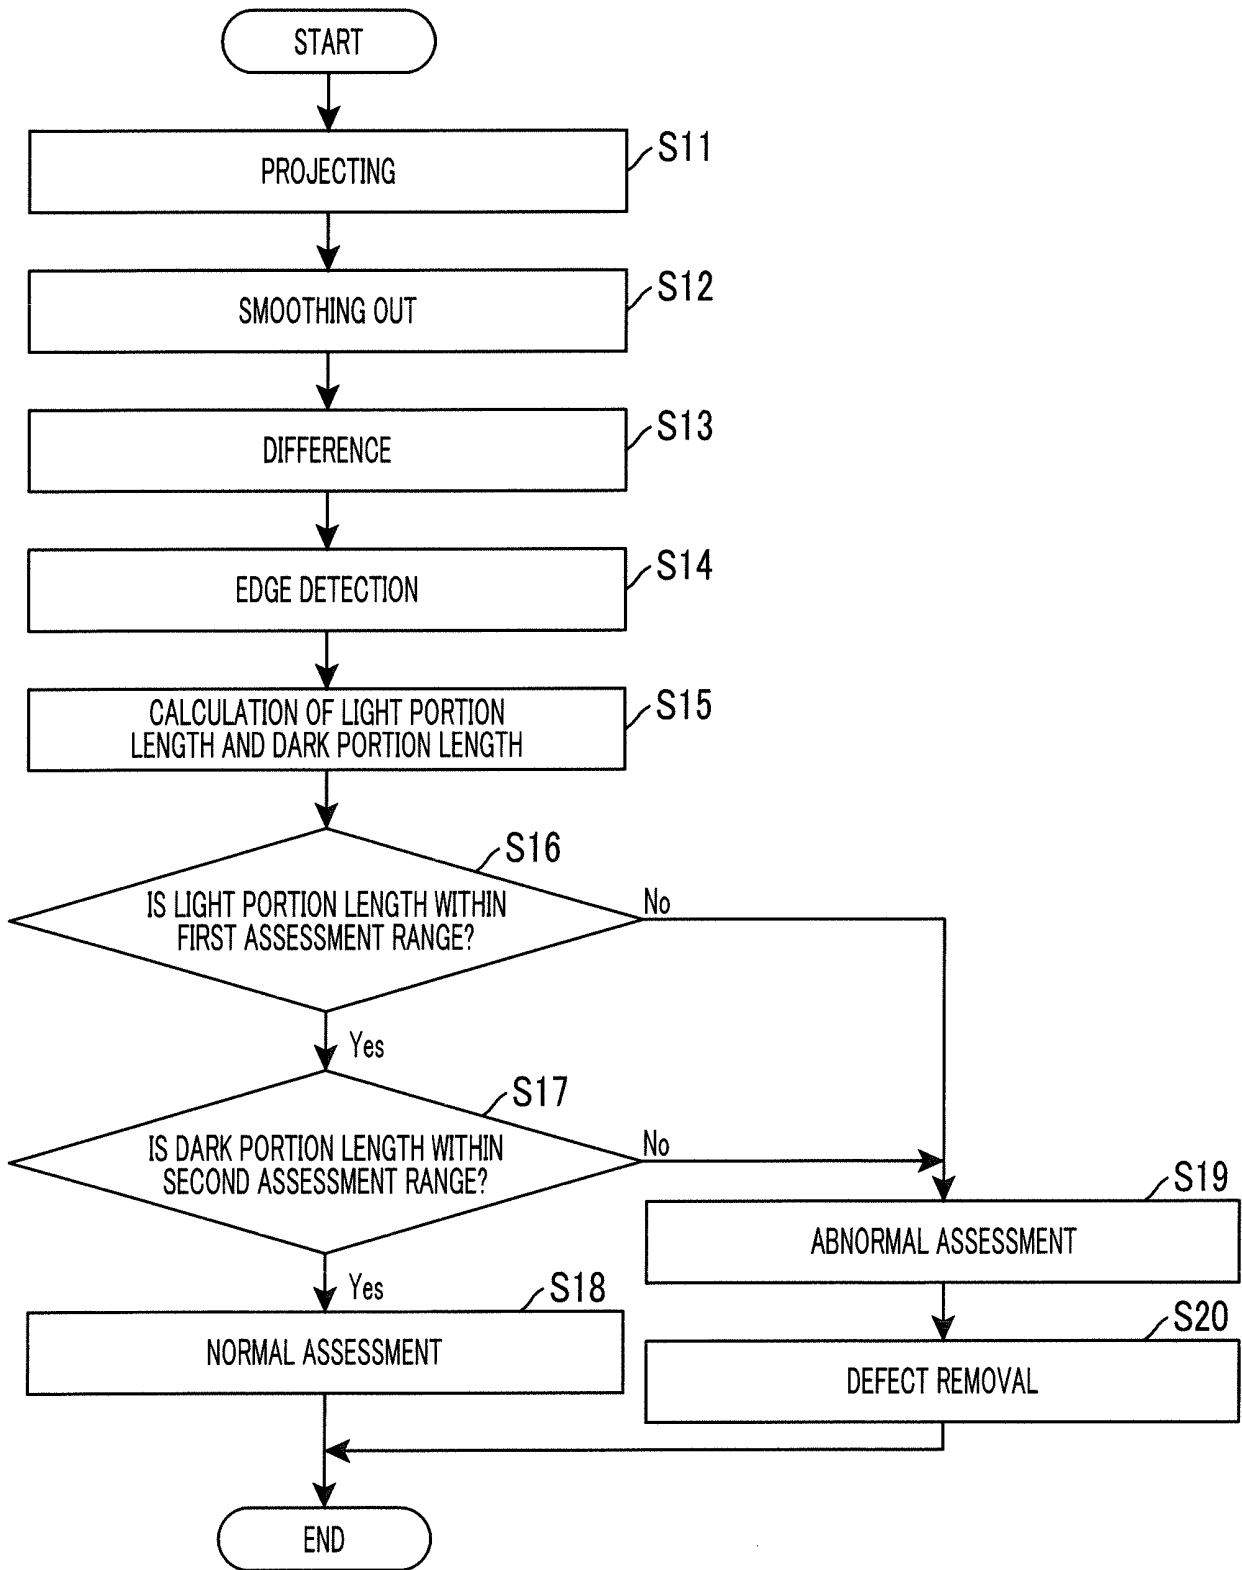 START
PROJECTING
S11
SMOOTHING OUT
S12
DIFFERENCE
S13
EDGE DETECTION
S14
CALCULATION OF LIGHT PORTION
LENGTH AND DARK PORTION LENGTH
S15
S16
IS LIGHT PORTION LENGTH WITHIN
FIRST ASSESSMENT RANGE?
No
Yes
S17
IS DARK PORTION LENGTH WITHIN
SECOND ASSESSMENT RANGE?
No
Yes
S18
NORMAL ASSESSMENT
S19
ABNORMAL ASSESSMENT
S20
DEFECT REMOVAL
END